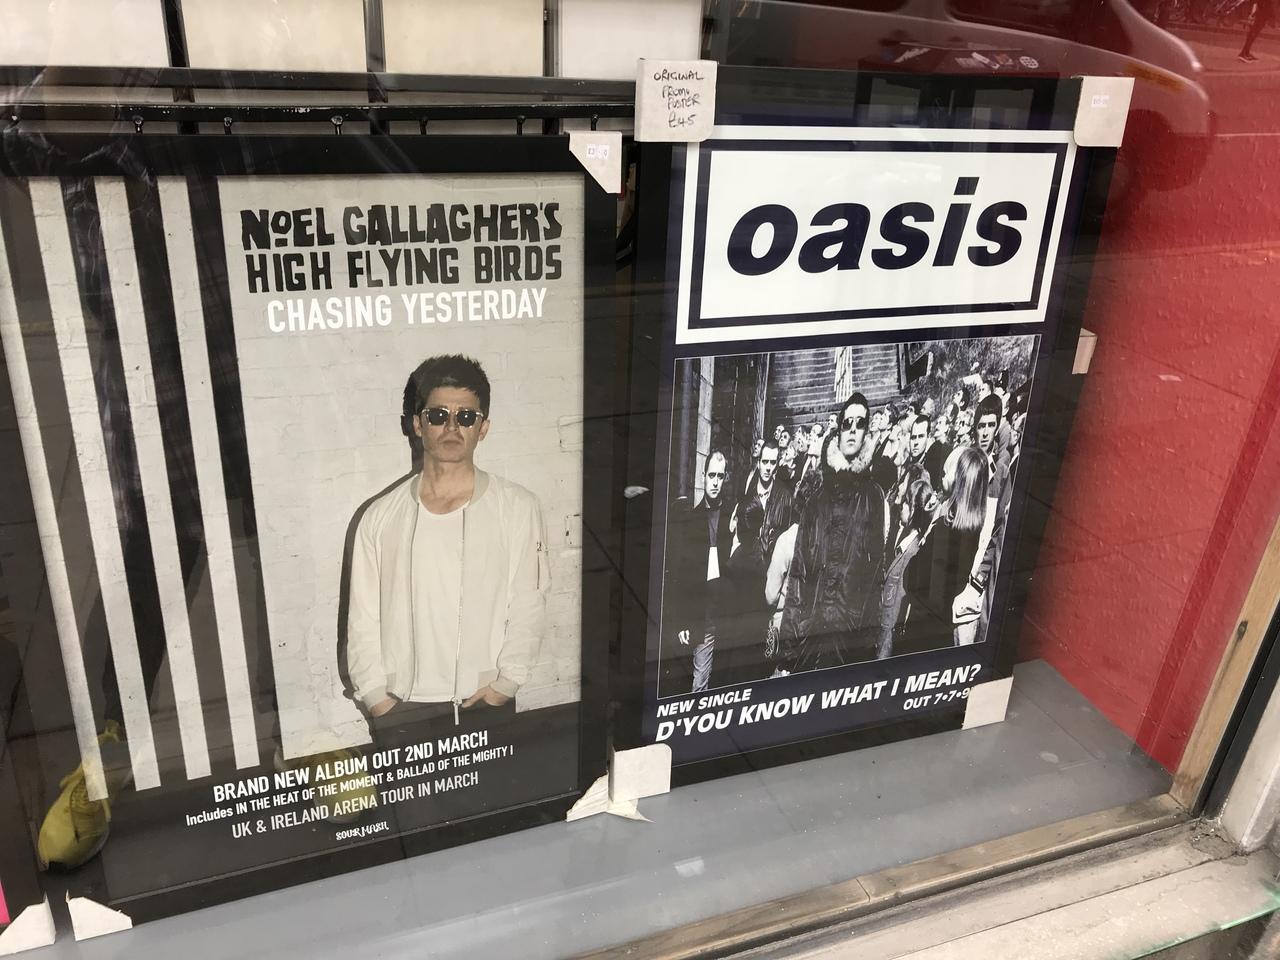 NOEL GALLAGHER'S
HIGH FLYING BIRDS
CHASING YESTERDAY
BRAND NEW ALBUM OUT 2ND MARCH
Includes IN THE HEAT OF THE MOMENT & BALLAD OF THE MIGHTY I
UK & IRELAND ARENA TOUR IN MARCH
SOUR MASH
ORIGINAL
PROMO
POSTER
£45
oasis
NEW SINGLE
D'YOU KNOW WHAT I MEAN?
OUT 7•7•9